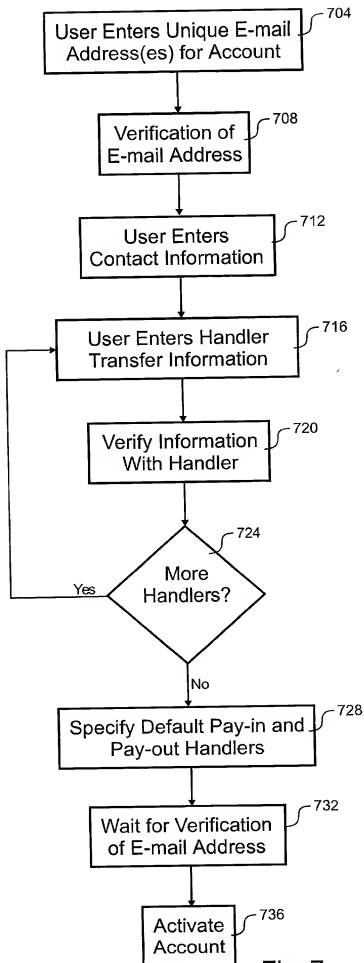 User Enters Unique E-mail
Address(es) for Account
704
Verification of
E-mail Address
708
User Enters
Contact Information
712
User Enters Handler
Transfer Information
716
Verify Information
With Handler
720
724
More
Handlers?
Yes
No
Specify Default Pay-in and
Pay-out Handlers
728
Wait for Verification
of E-mail Address
732
Activate
Account
736